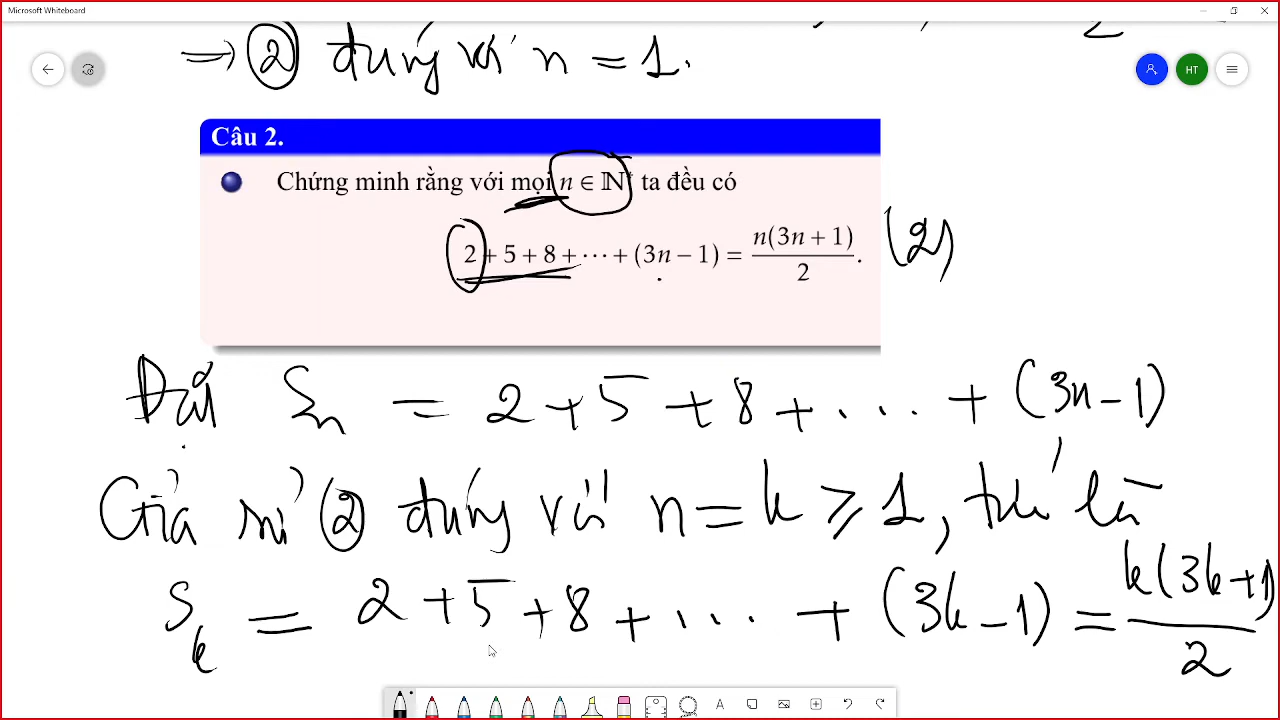 Microsoft Whiteboard
⇒ ② đúng với n = 1.
2
HT
Câu 2.
Chứng minh rằng với mọi n ∈ ℕ* ta đều có
2 + 5 + 8 + ··· + (3n − 1) = n(3n + 1)/2. (2)
Đặt Sn = 2 + 5 + 8 + ... + (3n − 1)
Giả sử ② đúng với n = k ≥ 1, tức là
Sk = 2 + 5 + 8 + ... + (3k − 1) = k(3k + 1)/2